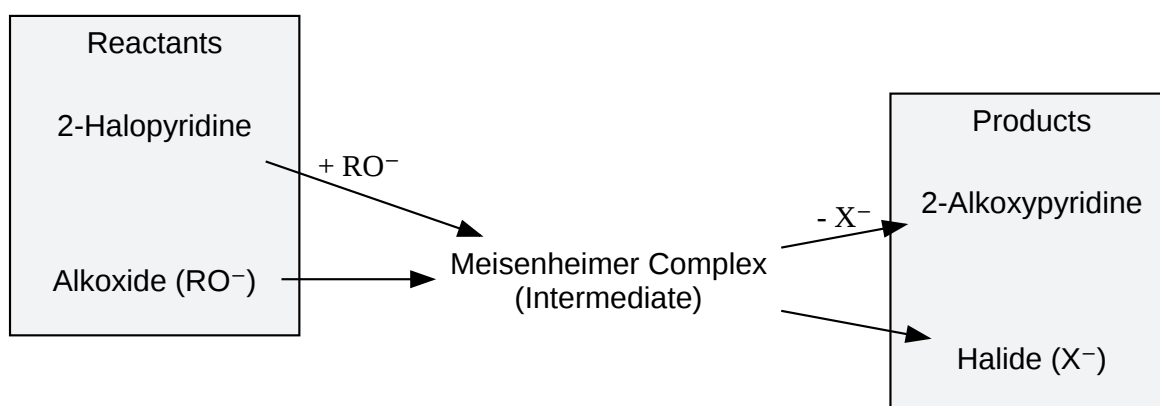 Reactants
2-Halopyridine
+ RO⁻
Alkoxide (RO⁻)
Meisenheimer Complex
(Intermediate)
Products
- X⁻
2-Alkoxypyridine
Halide (X⁻)